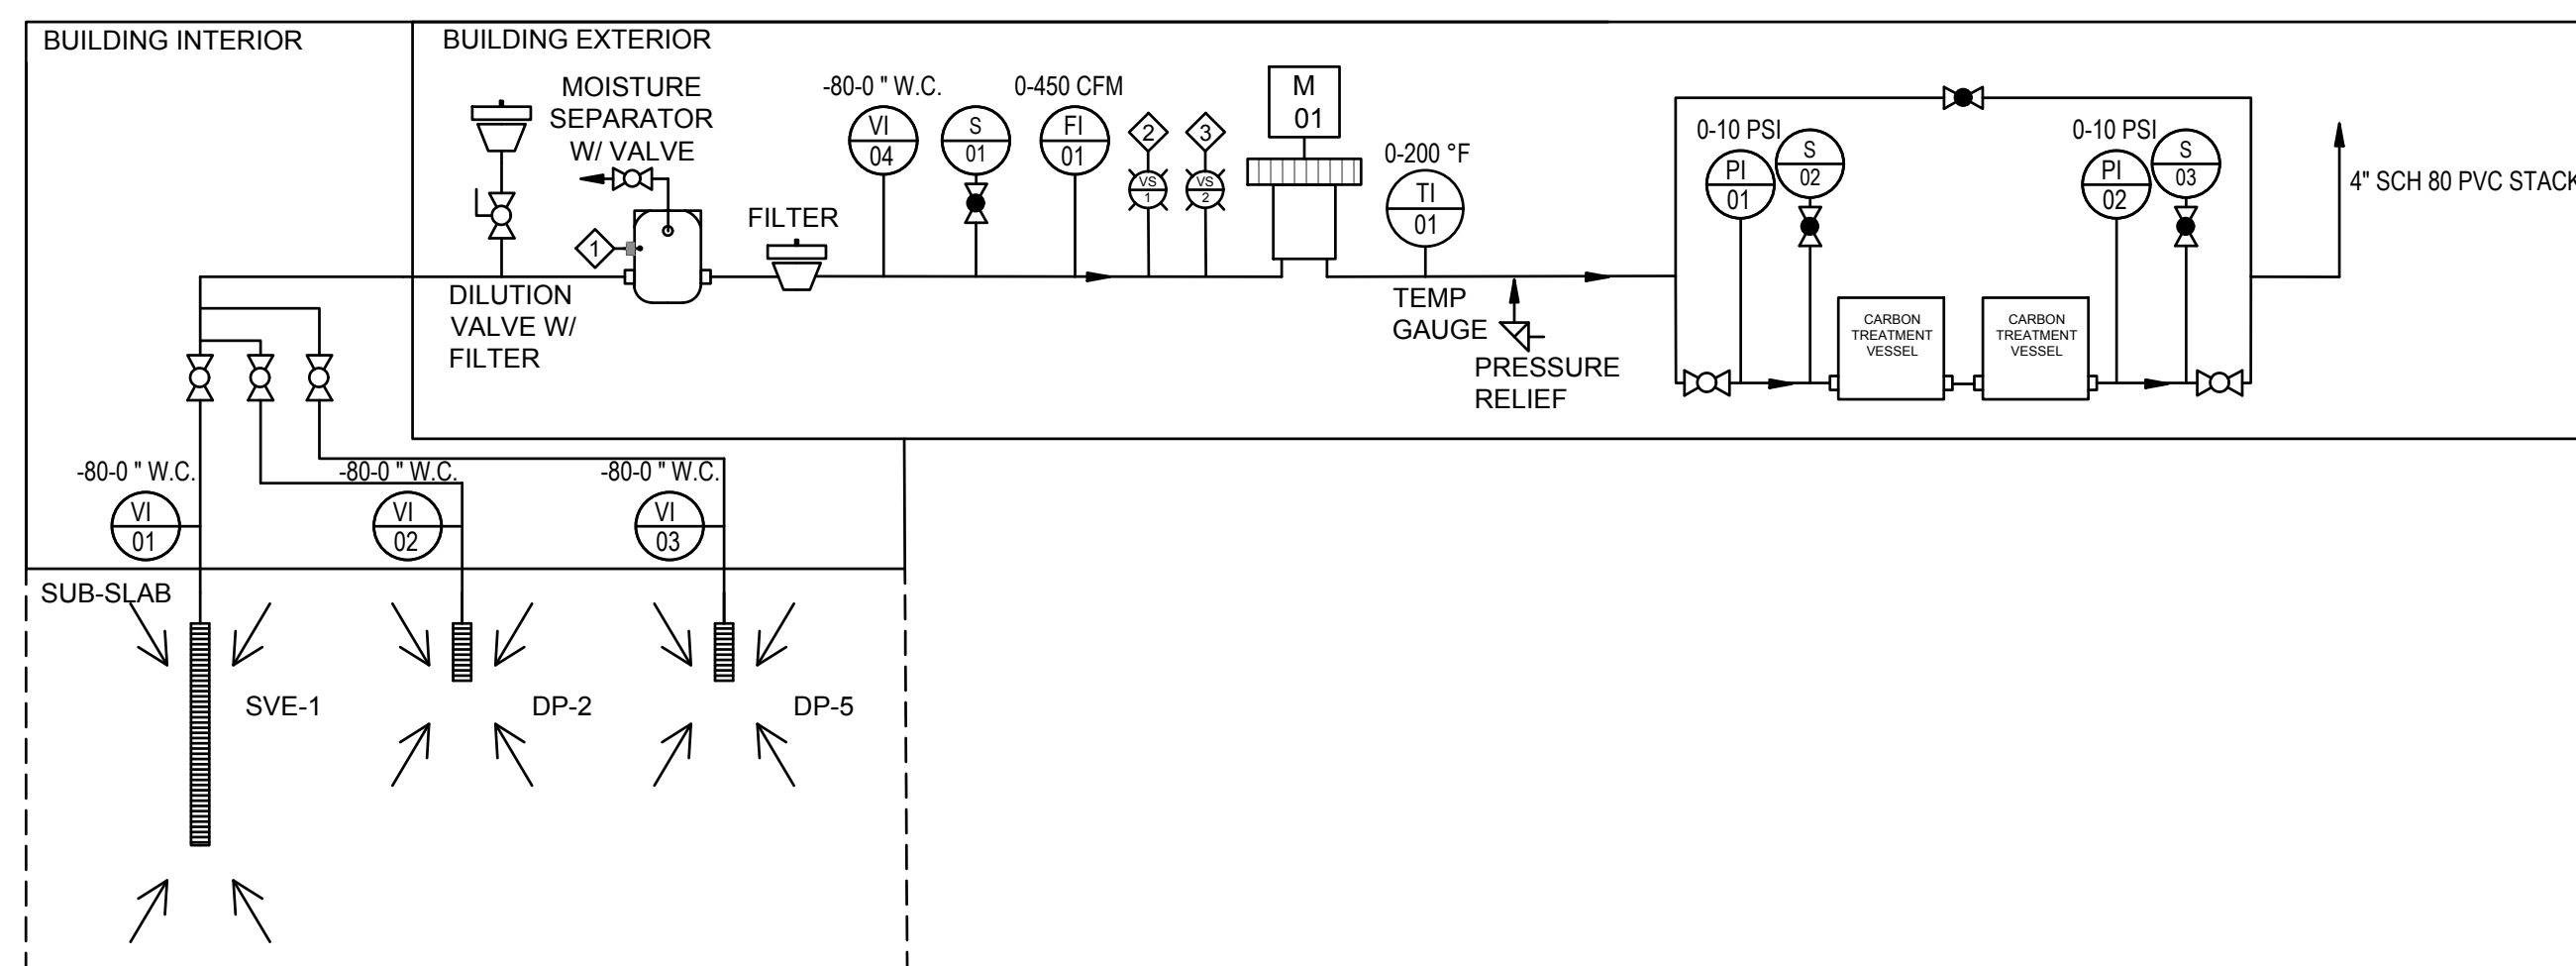 BUILDING INTERIOR
BUILDING EXTERIOR
MOISTURE
SEPARATOR
W/ VALVE
FILTER
-80-0 " W.C.
VI
04
S
01
0-450 CFM
FI
01
2
VS
1
3
VS
2
M
01
0-200 °F
TI
01
TEMP
GAUGE
PRESSURE
RELIEF
0-10 PSI
PI
01
S
02
CARBON
TREATMENT
VESSEL
CARBON
TREATMENT
VESSEL
0-10 PSI
PI
02
S
03
4" SCH 80 PVC STACK
1
DILUTION
VALVE W/
FILTER
-80-0 " W.C.
VI
01
-80-0 " W.C.
VI
02
-80-0 " W.C.
VI
03
SUB-SLAB
SVE-1
DP-2
DP-5